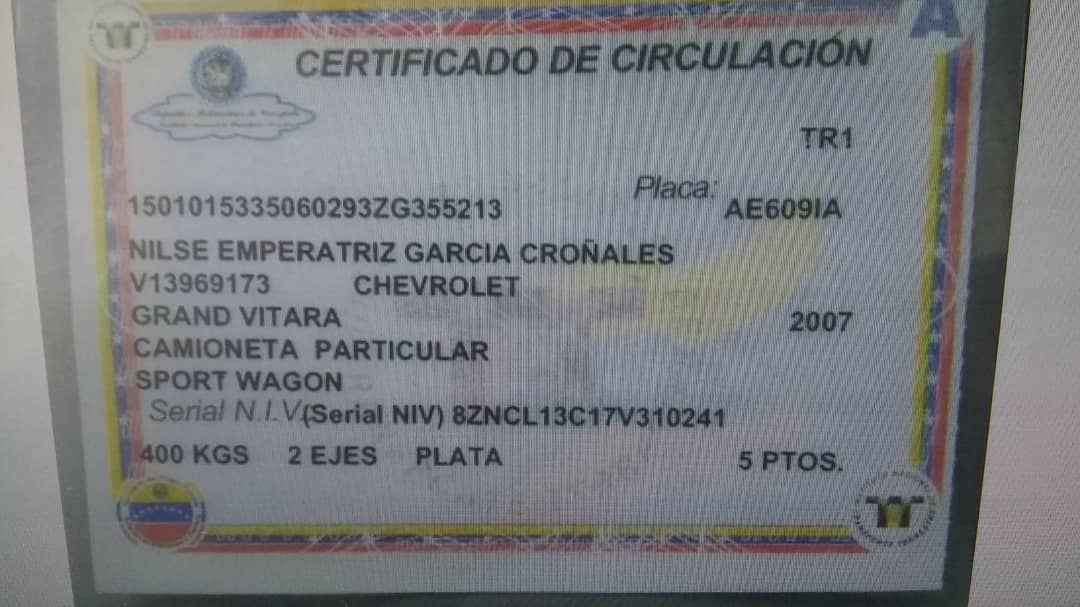 A
CERTIFICADO DE CIRCULACIÓN
TR1
1501015335060293ZG355213 Placa: AE609IA
NILSE EMPERATRIZ GARCIA CROÑALES
V13969173 CHEVROLET
GRAND VITARA 2007
CAMIONETA PARTICULAR
SPORT WAGON
Serial N.I.V. (Serial NIV) 8ZNCL13C17V310241
400 KGS 2 EJES PLATA 5 PTOS.